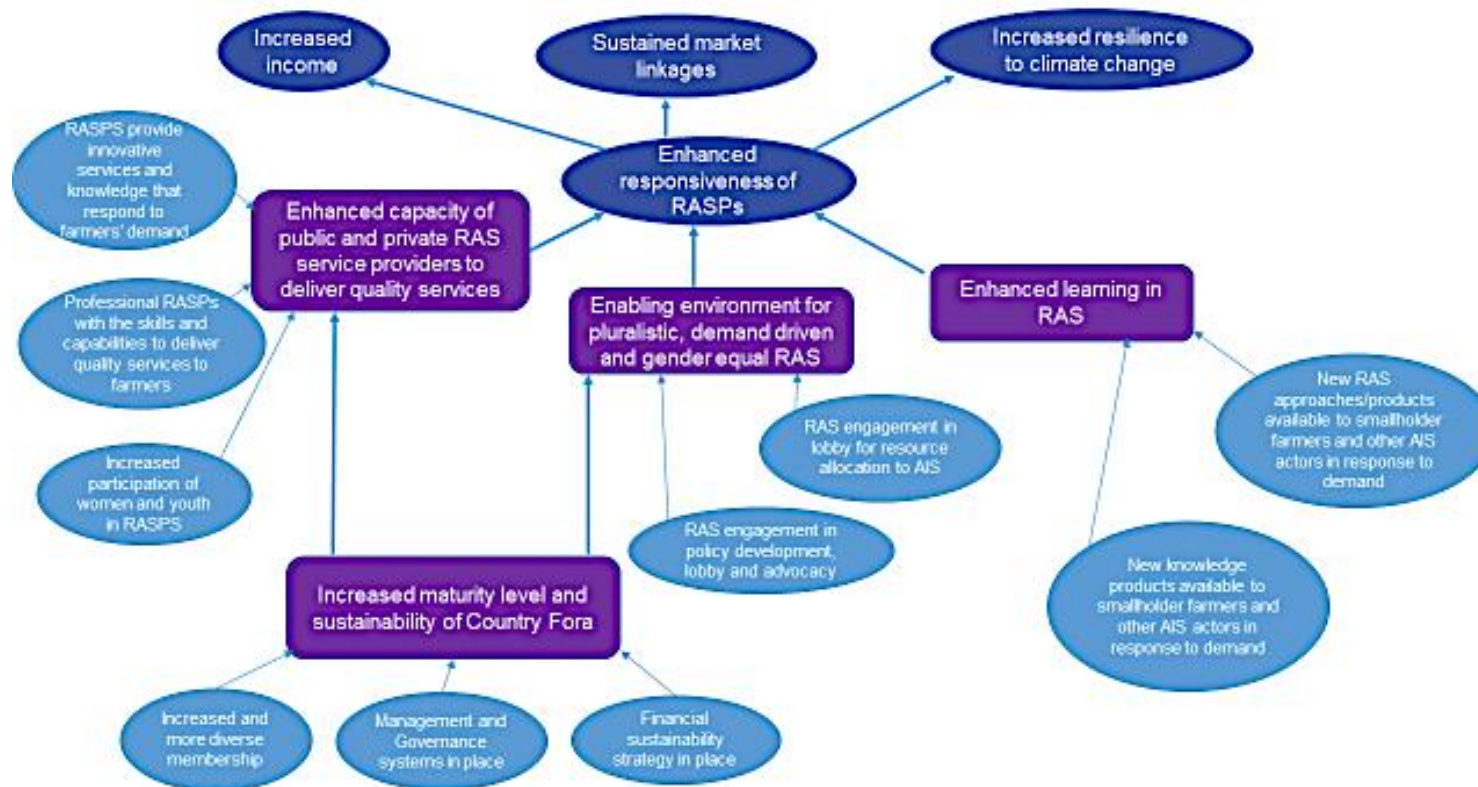 Increased
income
Sustained market
linkages
Increased resilience
to climate change
RASPS provide
innovative
services and
knowledge that
respond to
farmers' demand
Enhanced
responsiveness of
RASPs
Enhanced capacity of
public and private RAS
service providers to
deliver quality services
Enabling environment for
pluralistic, demand driven
and gender equal RAS
Enhanced learning in
RAS
Professional RASPs
with the skills and
capabilities to deliver
quality services to
farmers
New RAS
approaches/products
available to smallholder
farmers and other AIS
actors in response to
demand
RAS engagement in
lobby for resource
allocation to AIS
Increased
participation of
women and youth
in RASPS
RAS engagement in
policy development,
lobby and advocacy
New knowledge
products available to
smallholder farmers and
other AIS actors in
response to demand
Increased maturity level and
sustainability of Country Fora
Increased and
more diverse
membership
Management and
Governance
systems in place
Financial
sustainability
strategy in place